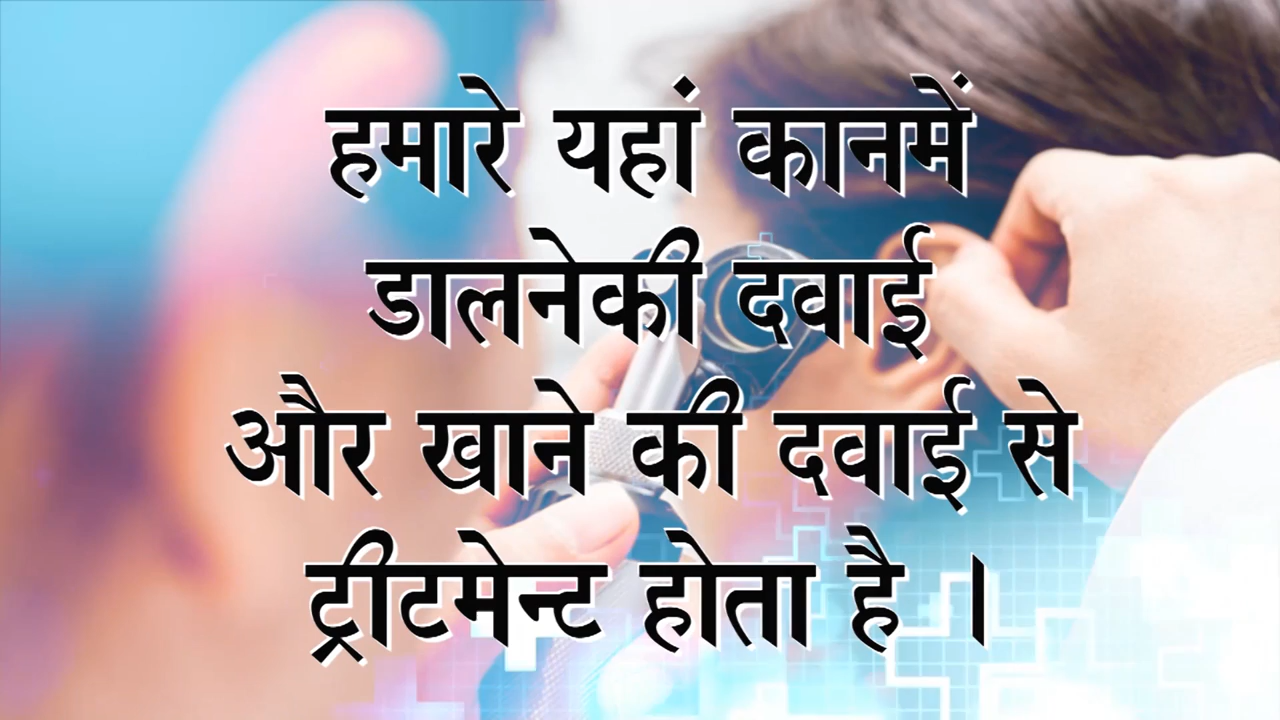 हमारे यहां कानमें
डालनेकी दवाई
और खाने की दवाई से
ट्रीटमेन्ट होता है ।